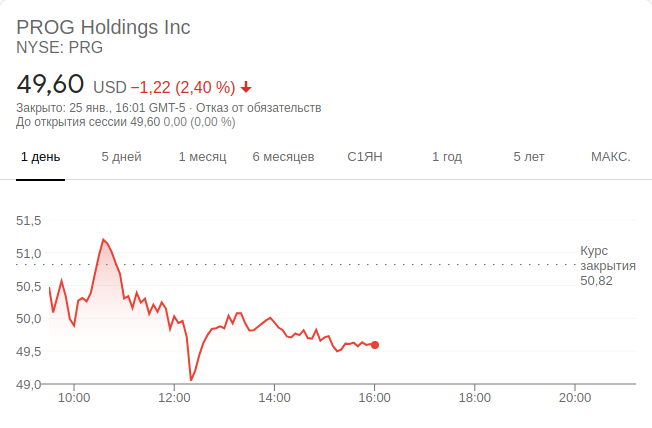 PROG Holdings Inc
NYSE: PRG
49,60 USD −1,22 (2,40 %)
Закрыто: 25 янв., 16:01 GMT-5 · Отказ от обязательств
До открытия сессии 49,60 0,00 (0,00 %)
1 день 5 дней 1 месяц 6 месяцев С1ЯН 1 год 5 лет МАКС.
51,5
51,0
50,5
50,0
49,5
49,0
Курс
закрытия
50,82
10:00 12:00 14:00 16:00 18:00 20:00